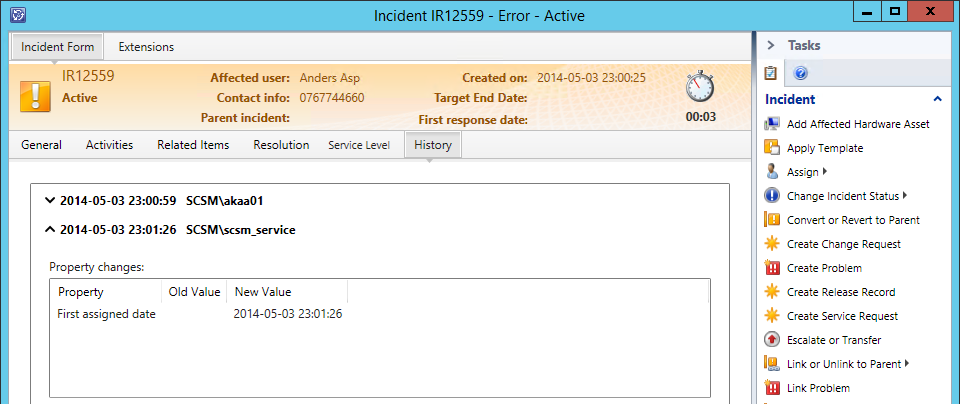 Incident IR12559 - Error - Active
Incident Form Extensions
IR12559
Active
Affected user: Anders Asp
Contact info: 0767744660
Parent incident:
Created on: 2014-05-03 23:00:25
Target End Date:
First response date:
00:03
General Activities Related Items Resolution Service Level History
2014-05-03 23:00:59 SCSM\akaa01
2014-05-03 23:01:26 SCSM\scsm_service
Property changes:
Property Old Value New Value
First assigned date 2014-05-03 23:01:26
Tasks
Incident
Add Affected Hardware Asset
Apply Template
Assign
Change Incident Status
Convert or Revert to Parent
Create Change Request
Create Problem
Create Release Record
Create Service Request
Escalate or Transfer
Link or Unlink to Parent
Link Problem